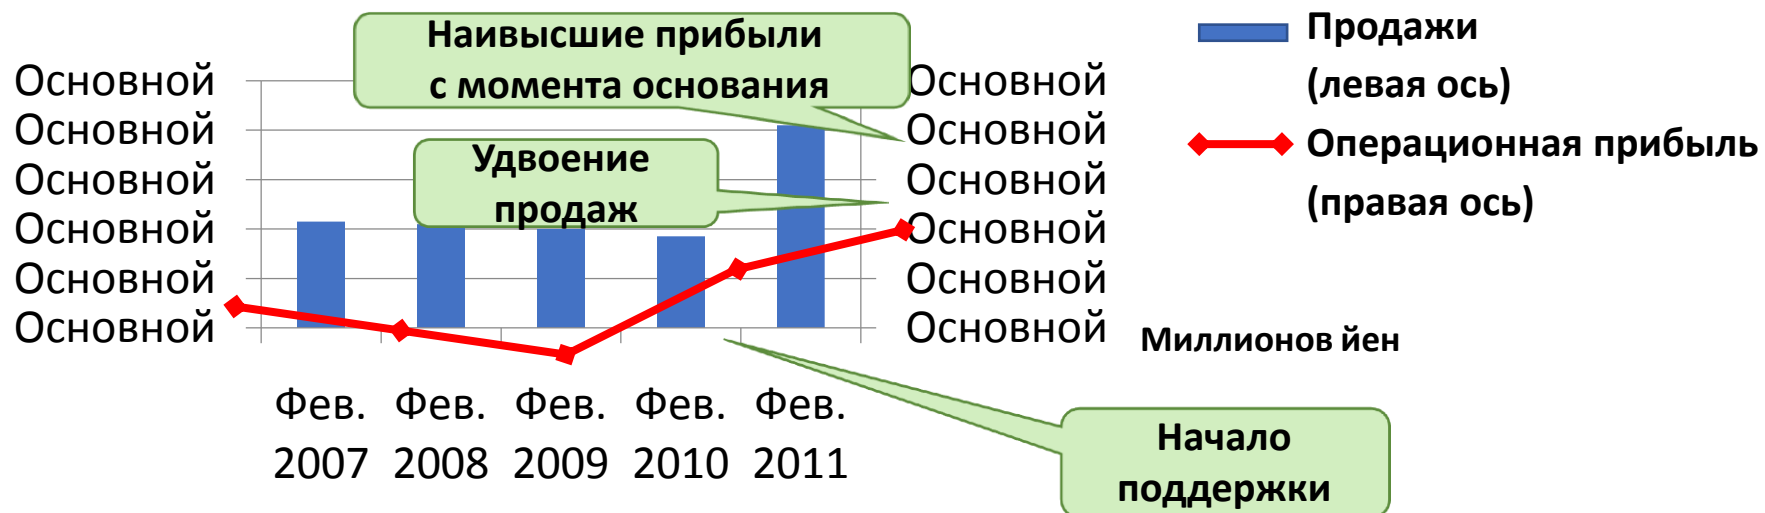 Наивысшие прибыли
с момента основания
Удвоение
продаж
Основной
Основной
Основной
Основной
Основной
Основной
Основной
Основной
Основной
Основной
Основной
Основной
Продажи
(левая ось)
Операционная прибыль
(правая ось)
Миллионов йен
Фев. Фев. Фев. Фев. Фев.
2007 2008 2009 2010 2011
Начало
поддержки